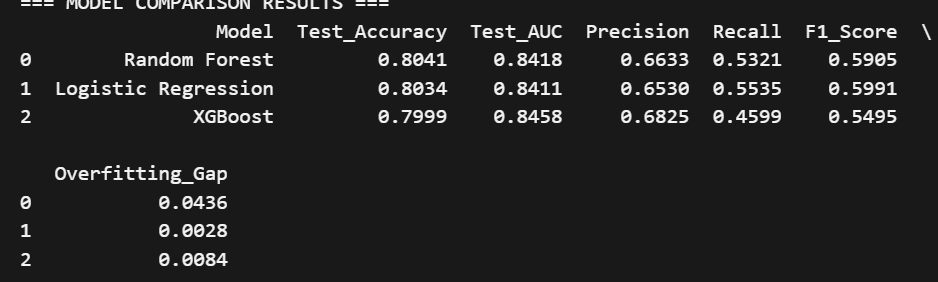 === MODEL COMPARISON RESULTS ===
Model Test_Accuracy Test_AUC Precision Recall F1_Score \
0 Random Forest 0.8041 0.8418 0.6633 0.5321 0.5905
1 Logistic Regression 0.8034 0.8411 0.6530 0.5535 0.5991
2 XGBoost 0.7999 0.8458 0.6825 0.4599 0.5495
Overfitting_Gap
0 0.0436
1 0.0028
2 0.0084